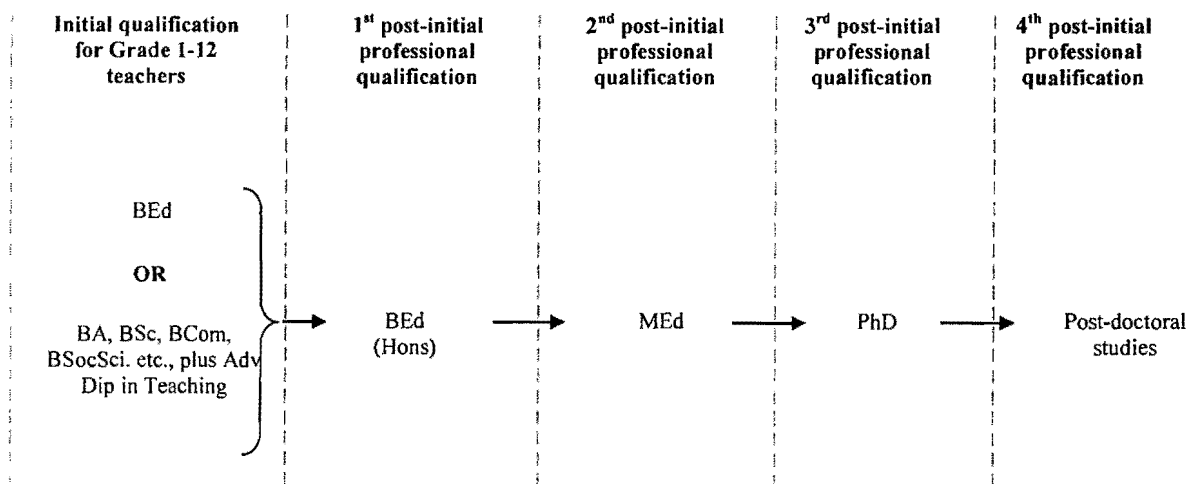 Initial qualification
for Grade 1-12
teachers
1st post-initial
professional
qualification
2nd post-initial
professional
qualification
3rd post-initial
professional
qualification
4th post-initial
professional
qualification
BEd
OR
BA, BSc, BCom,
BSocSci. etc., plus Adv
Dip in Teaching
BEd
(Hons)
MEd
PhD
Post-doctoral
studies